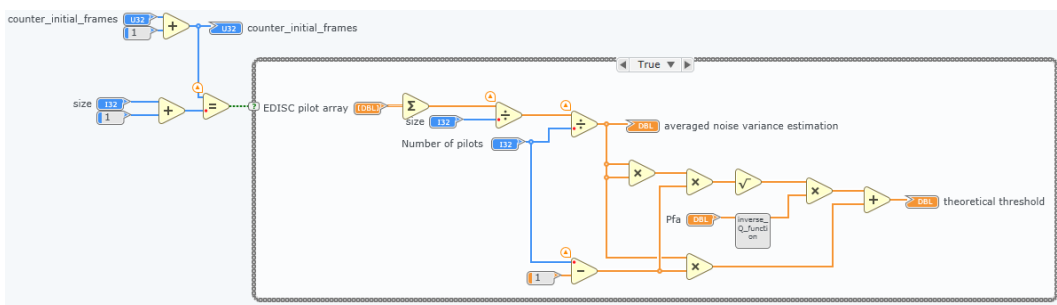 counter_initial_frames U32
1
+
U32 counter_initial_frames
True
size I32
1
+
=
?
EDISC pilot array [DBL]
Σ
size I32
÷
÷
Number of pilots I32
DBL averaged noise variance estimation
×
×
√
×
+
DBL theoretical threshold
Pfa DBL
inverse_
Q_functi
on
1
−
×